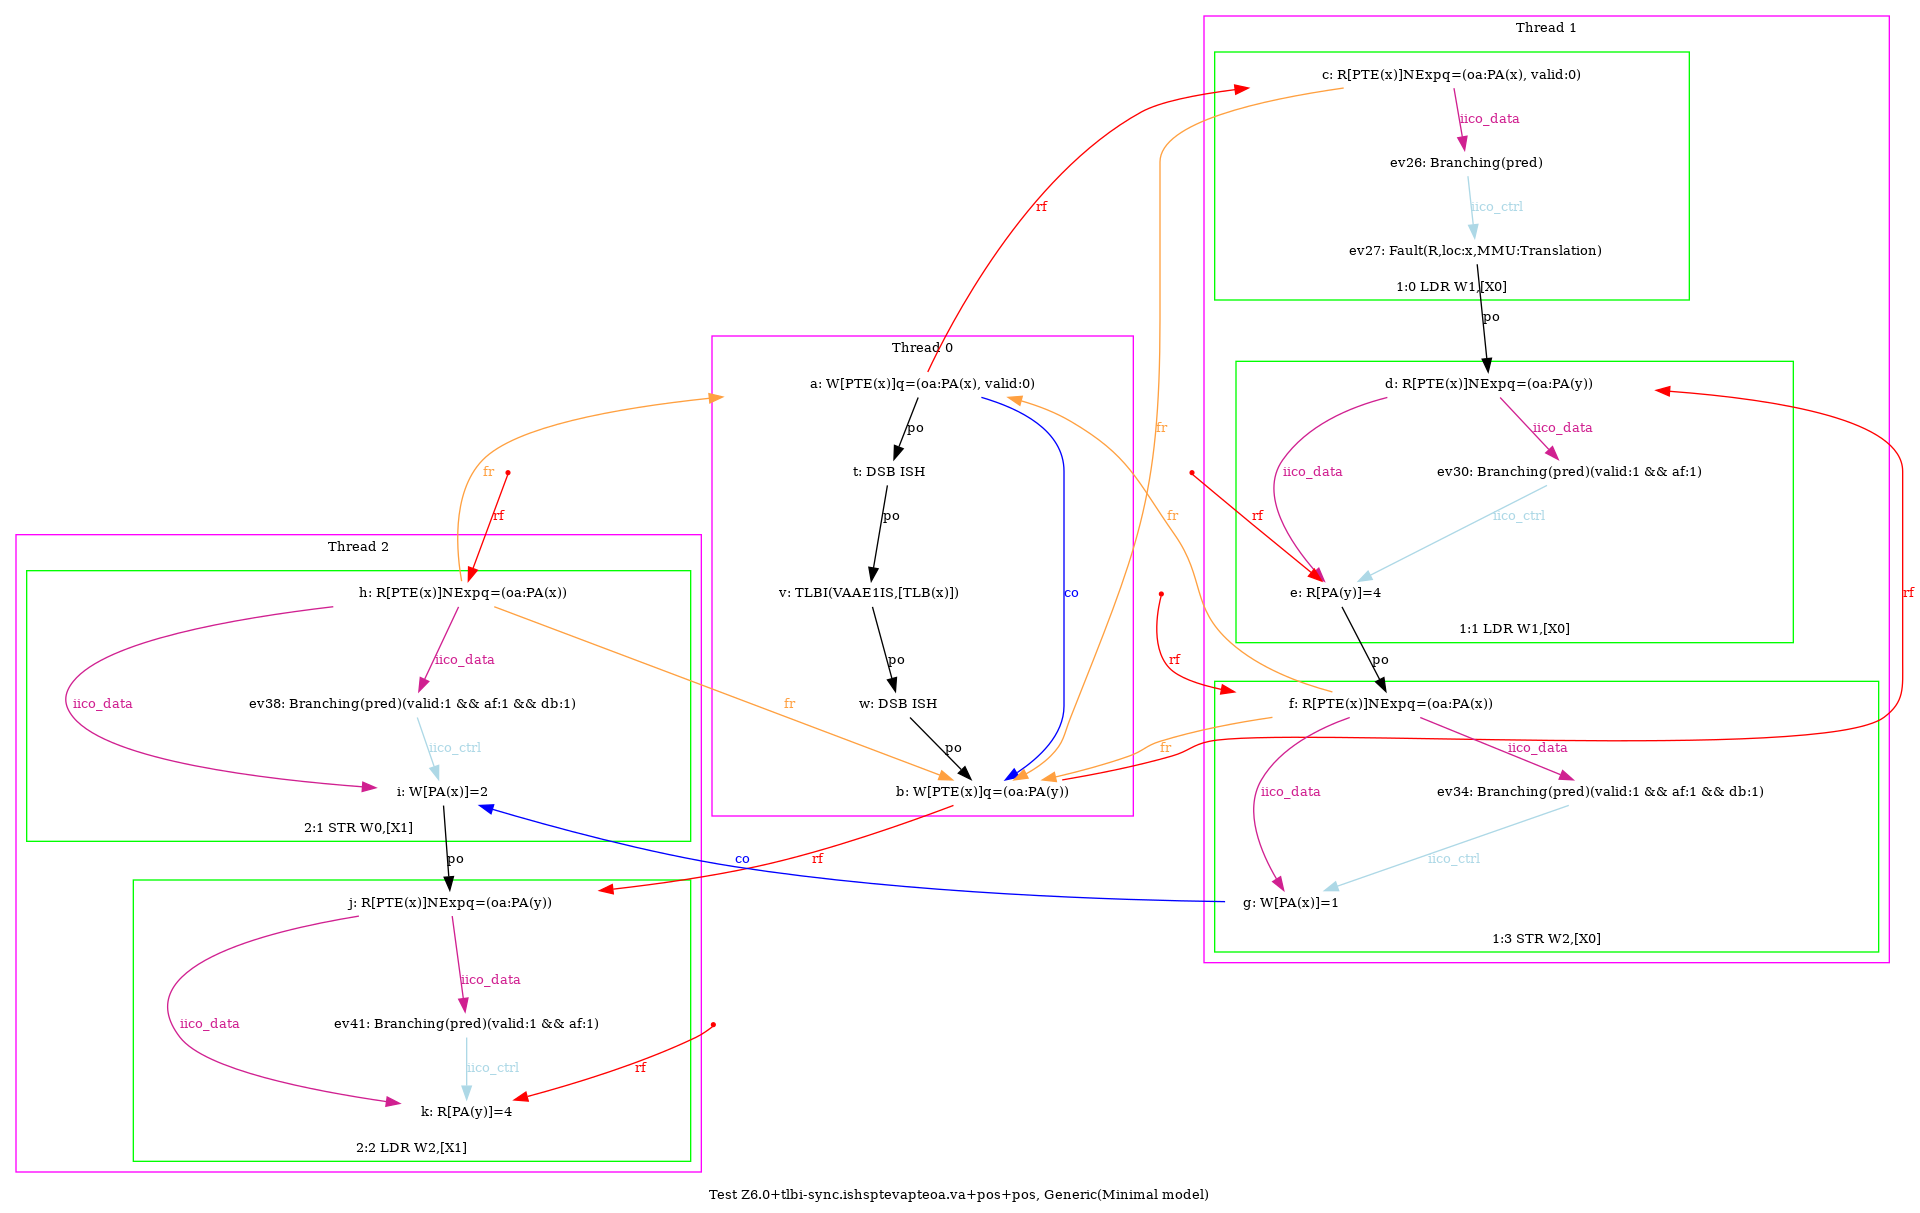 Thread 1
c: R[PTE(x)]NExpq=(oa:PA(x), valid:0)
iico_data
ev26: Branching(pred)
rf
iico_ctrl
ev27: Fault(R,loc:x,MMU:Translation)
1:0 LDR W1,[X0]
po
Thread 0
a: W[PTE(x)]q=(oa:PA(x), valid:0)
d: R[PTE(x)]NExpq=(oa:PA(y))
po
fr
iico_data
fr
t: DSB ISH
iico_data
ev30: Branching(pred)(valid:1 && af:1)
rf
po
fr
rf
iico_ctrl
Thread 2
h: R[PTE(x)]NExpq=(oa:PA(x))
v: TLBI(VAAE1IS,[TLB(x)])
co
e: R[PA(y)]=4
rf
1:1 LDR W1,[X0]
iico_data
po
rf
po
iico_data
ev38: Branching(pred)(valid:1 && af:1 && db:1)
fr
w: DSB ISH
f: R[PTE(x)]NExpq=(oa:PA(x))
iico_ctrl
po
fr
iico_data
i: W[PA(x)]=2
b: W[PTE(x)]q=(oa:PA(y))
iico_data
ev34: Branching(pred)(valid:1 && af:1 && db:1)
2:1 STR W0,[X1]
po
co
rf
iico_ctrl
j: R[PTE(x)]NExpq=(oa:PA(y))
g: W[PA(x)]=1
1:3 STR W2,[X0]
iico_data
iico_data
ev41: Branching(pred)(valid:1 && af:1)
iico_ctrl
rf
k: R[PA(y)]=4
2:2 LDR W2,[X1]
Test Z6.0+tlbi-sync.ishsptevapteoa.va+pos+pos, Generic(Minimal model)